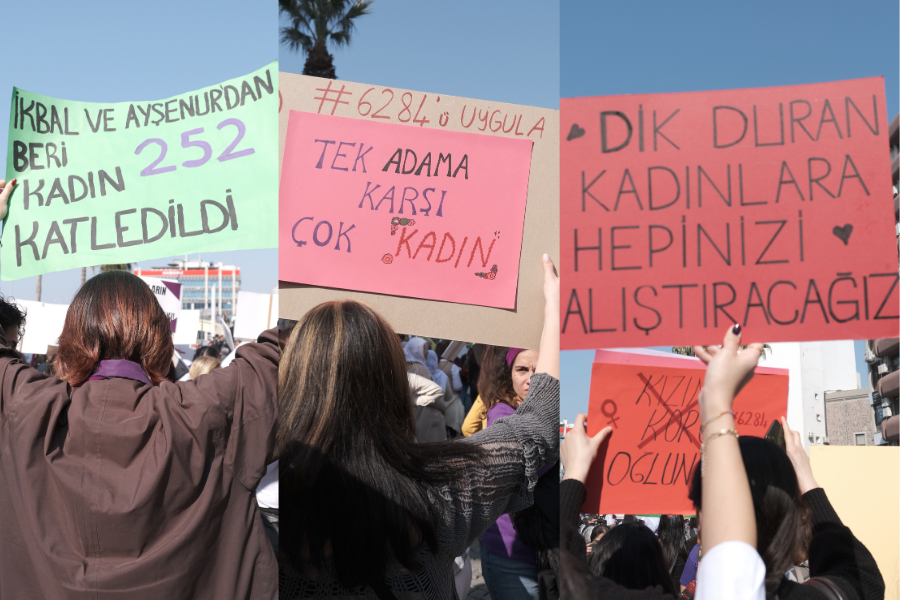 İKBAL VE AYŞENUR'DAN
BERİ 252
KADIN
KATLEDİLDİ
#6284'ü UYGULA
TEK ADAMA
KARŞI
ÇOK KADIN
DİK DURAN
KADINLARA
HEPİNİZİ
ALIŞTIRACAĞIZ
KIZIN
6284
OĞLUN